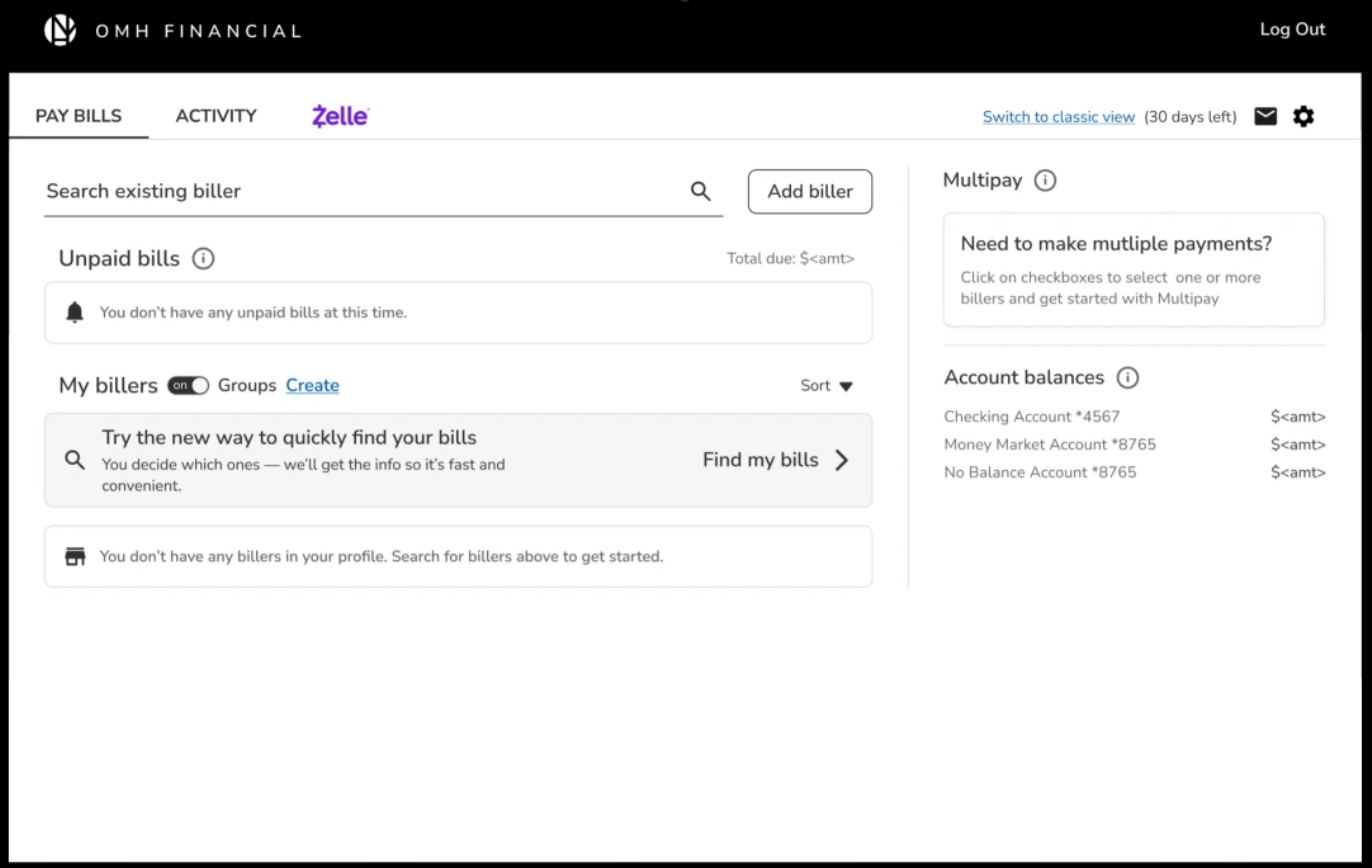 OMH FINANCIAL
Log Out
PAY BILLS
ACTIVITY
Zelle
Switch to classic view (30 days left)
Search existing biller
Add biller
Unpaid bills
Total due: $<amt>
You don't have any unpaid bills at this time.
My billers on Groups Create
Sort
Try the new way to quickly find your bills
You decide which ones — we'll get the info so it's fast and
convenient.
Find my bills
You don't have any billers in your profile. Search for billers above to get started.
Multipay
Need to make mutliple payments?
Click on checkboxes to select  one or more
billers and get started with Multipay
Account balances
Checking Account *4567 $<amt>
Money Market Account *8765 $<amt>
No Balance Account *8765 $<amt>